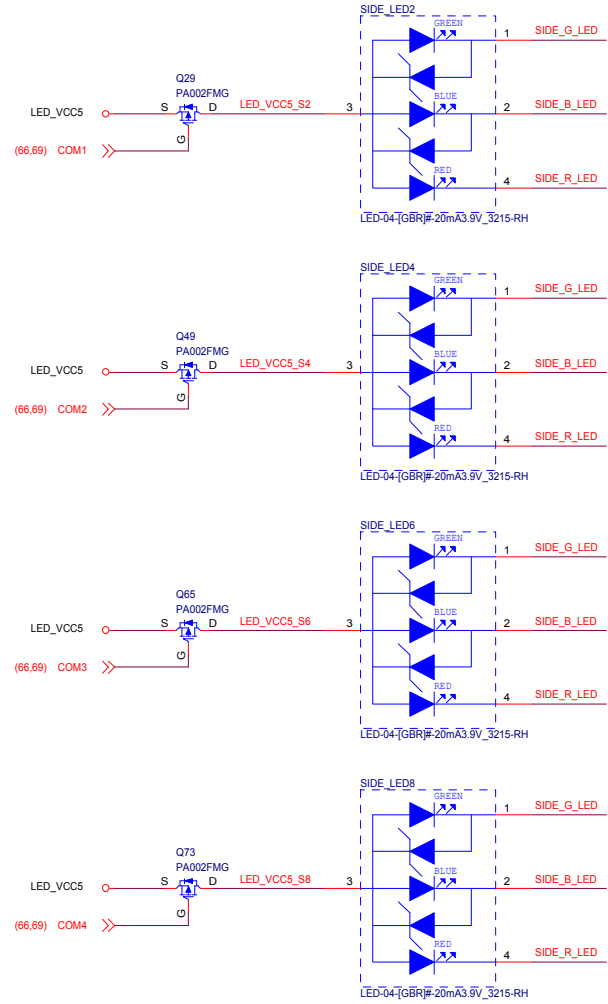 SIDE_LED2
GREEN
1
SIDE_G_LED
Q29
PA002FMG
BLUE
LED_VCC5
S
D
LED_VCC5_S2
3
2
SIDE_B_LED
G
(66,69) COM1
RED
4
SIDE_R_LED
LED-04-[GBR]#-20mA3.9V_3215-RH
SIDE_LED4
GREEN
1
SIDE_G_LED
Q49
PA002FMG
BLUE
LED_VCC5
S
D
LED_VCC5_S4
3
2
SIDE_B_LED
G
(66,69) COM2
RED
4
SIDE_R_LED
LED-04-[GBR]#-20mA3.9V_3215-RH
SIDE_LED6
GREEN
1
SIDE_G_LED
Q65
PA002FMG
BLUE
LED_VCC5
S
D
LED_VCC5_S6
3
2
SIDE_B_LED
G
(66,69) COM3
RED
4
SIDE_R_LED
LED-04-[GBR]#-20mA3.9V_3215-RH
SIDE_LED8
GREEN
1
SIDE_G_LED
Q73
PA002FMG
BLUE
LED_VCC5
S
D
LED_VCC5_S8
3
2
SIDE_B_LED
G
(66,69) COM4
RED
4
SIDE_R_LED
LED-04-[GBR]#-20mA3.9V_3215-RH